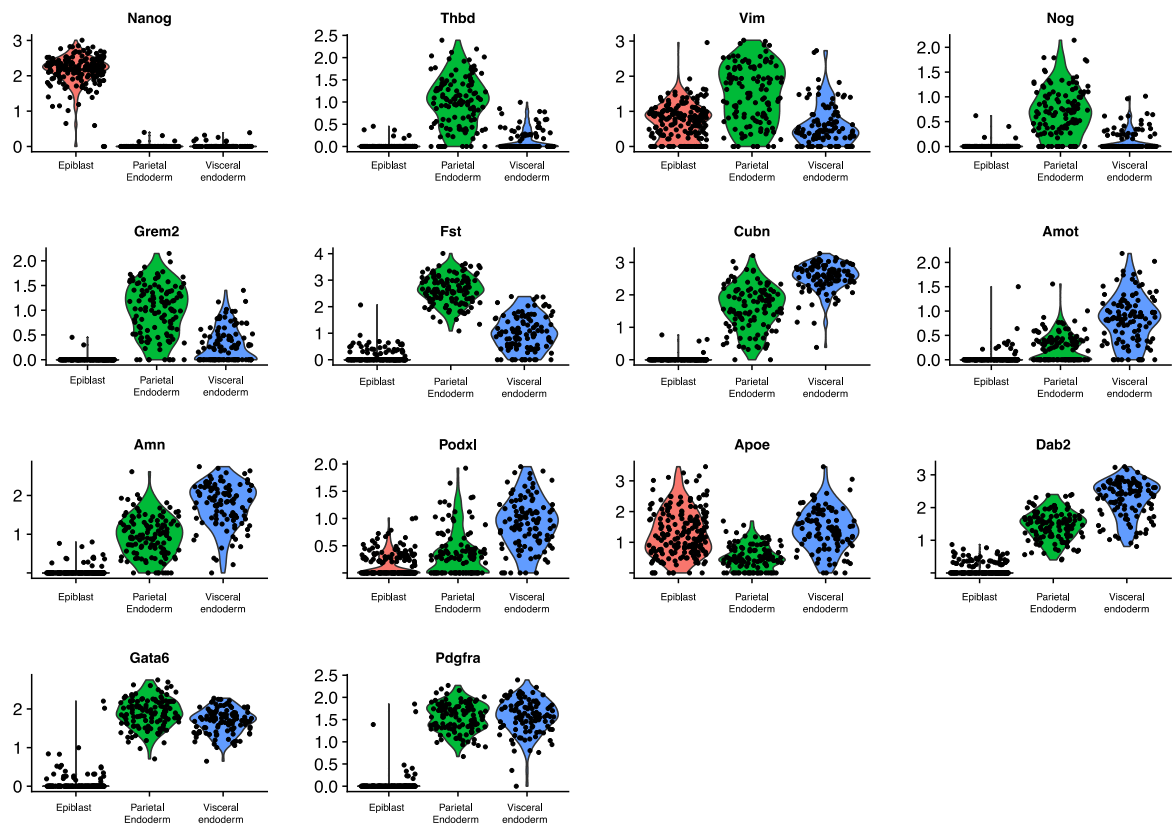 Nanog
3
2
1
0
Epiblast
Parietal
Endoderm
Visceral
endoderm
Thbd
2.5
2.0
1.5
1.0
0.5
0.0
Epiblast
Parietal
Endoderm
Visceral
endoderm
Vim
3
2
1
0
Epiblast
Parietal
Endoderm
Visceral
endoderm
Nog
2.0
1.5
1.0
0.5
0.0
Epiblast
Parietal
Endoderm
Visceral
endoderm
Grem2
2.0
1.5
1.0
0.5
0.0
Epiblast
Parietal
Endoderm
Visceral
endoderm
Fst
4
3
2
1
0
Epiblast
Parietal
Endoderm
Visceral
endoderm
Cubn
3
2
1
0
Epiblast
Parietal
Endoderm
Visceral
endoderm
Amot
2.0
1.5
1.0
0.5
0.0
Epiblast
Parietal
Endoderm
Visceral
endoderm
Amn
2
1
Epiblast
Parietal
Endoderm
Visceral
endoderm
Podxl
2.0
1.5
1.0
0.5
Epiblast
Parietal
Endoderm
Visceral
endoderm
Apoe
3
2
1
Epiblast
Parietal
Endoderm
Visceral
endoderm
Dab2
3
2
1
Epiblast
Parietal
Endoderm
Visceral
endoderm
Gata6
2
1
0
Epiblast
Parietal
Endoderm
Visceral
endoderm
Pdgfra
2.5
2.0
1.5
1.0
0.5
0.0
Epiblast
Parietal
Endoderm
Visceral
endoderm